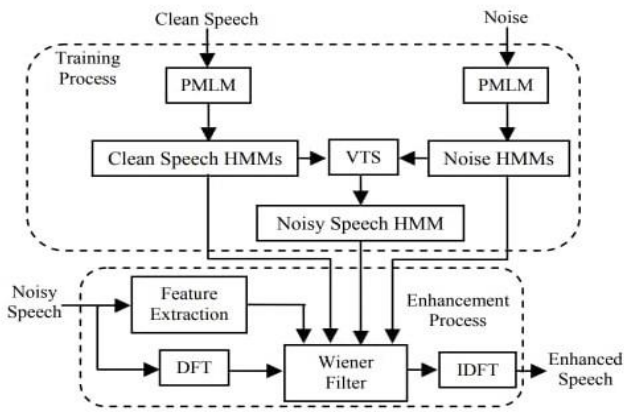 Clean Speech
Noise
Training
Process
PMLM
PMLM
Clean Speech HMMs
VTS
Noise HMMs
Noisy Speech HMM
Noisy
Speech
Feature
Extraction
Enhancement
Process
DFT
Wiener
Filter
IDFT
Enhanced
Speech